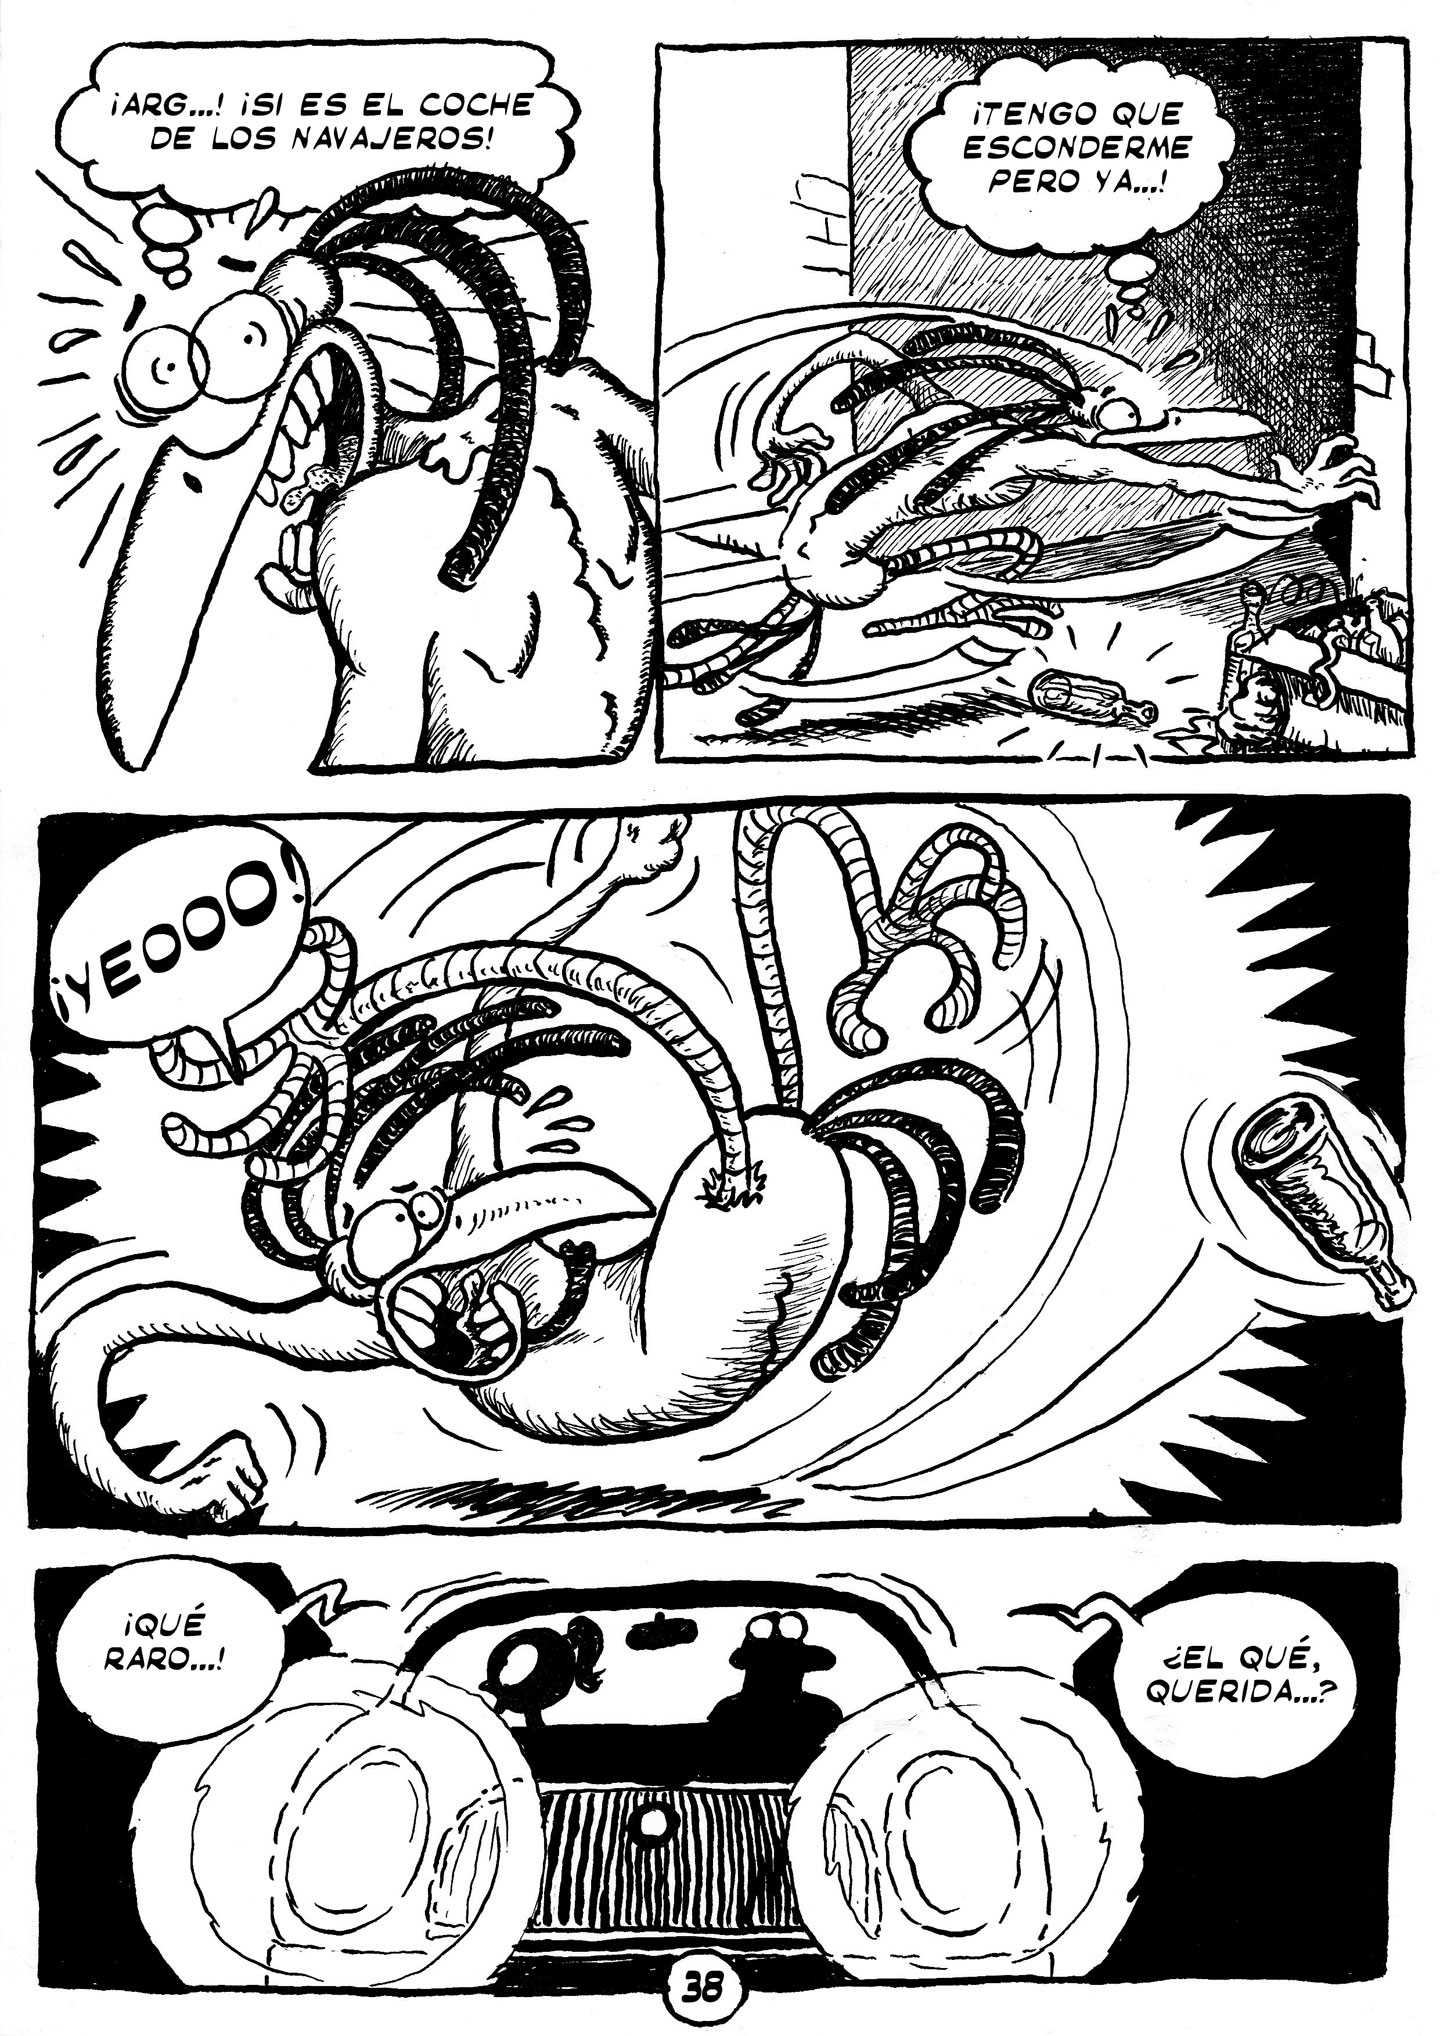 ¡ARG...! ¡SI ES EL COCHE
DE LOS NAVAJEROS!
¡TENGO QUE
ESCONDERME
PERO YA...!
¡YEOOO!
¡QUÉ
RARO...!
¿EL QUÉ,
QUERIDA...?
38